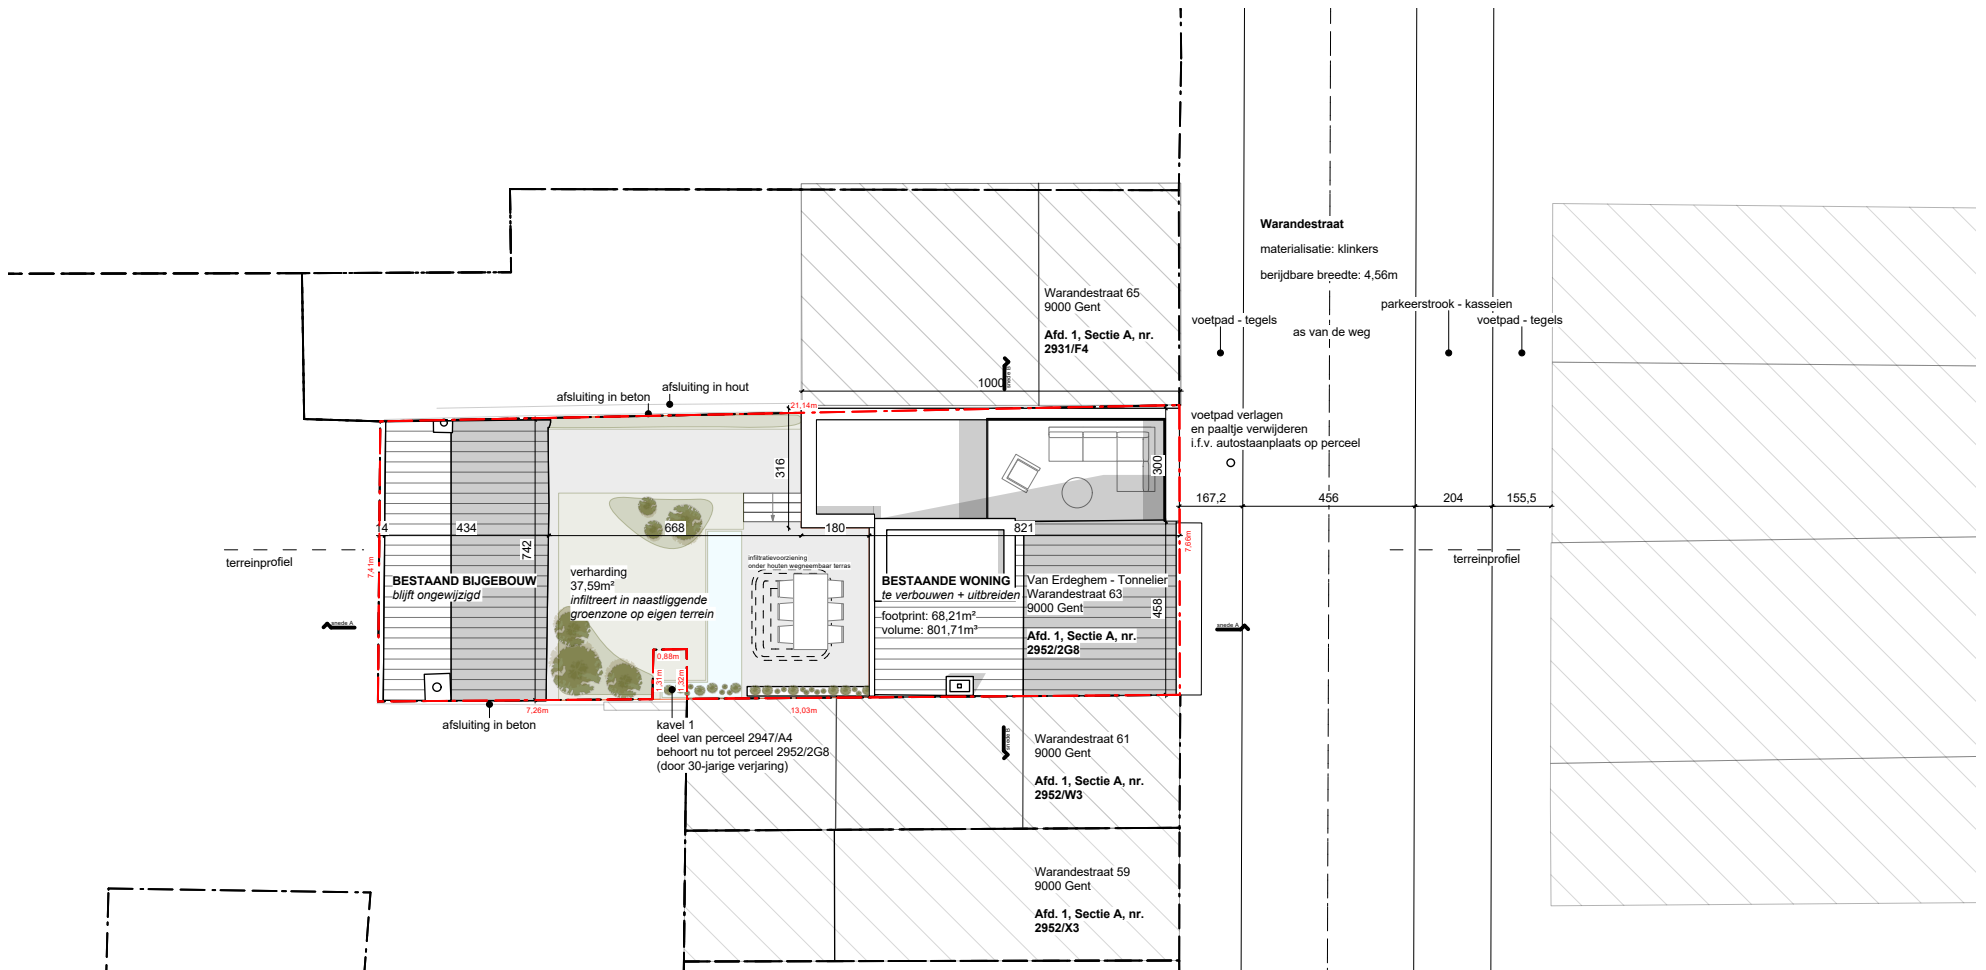 Warandestraat
materialisatie: klinkers
berijdbare breedte: 4,56m
parkeerstrook - kasseien
voetpad - tegels
voetpad - tegels
as van de weg
Warandestraat 65
9000 Gent
Afd. 1, Sectie A, nr.
2931/F4
snede B
1000
afsluiting in hout
afsluiting in beton
21,14m
voetpad verlagen
en paaltje verwijderen
i.f.v. autostaanplaats op perceel
316
300
167,2
456
204
155,5
14
434
668
180
821
742
7,41m
7,66m
terreinprofiel
terreinprofiel
infiltratievoorziening
onder houten wegneembaar terras
verharding
37,59m²
infiltreert in naastliggende
groenzone op eigen terrein
BESTAAND BIJGEBOUW
blijft ongewijzigd
BESTAANDE WONING
te verbouwen + uitbreiden
footprint: 68,21m²
volume: 801,71m³
Van Erdeghem - Tonnelier
Warandestraat 63
9000 Gent
Afd. 1, Sectie A, nr.
2952/2G8
458
snede A
snede A
0,88m
1,31m
1,32m
7,26m
13,03m
afsluiting in beton
kavel 1
deel van perceel 2947/A4
behoort nu tot perceel 2952/2G8
(door 30-jarige verjaring)
snede B
Warandestraat 61
9000 Gent
Afd. 1, Sectie A, nr.
2952/W3
Warandestraat 59
9000 Gent
Afd. 1, Sectie A, nr.
2952/X3